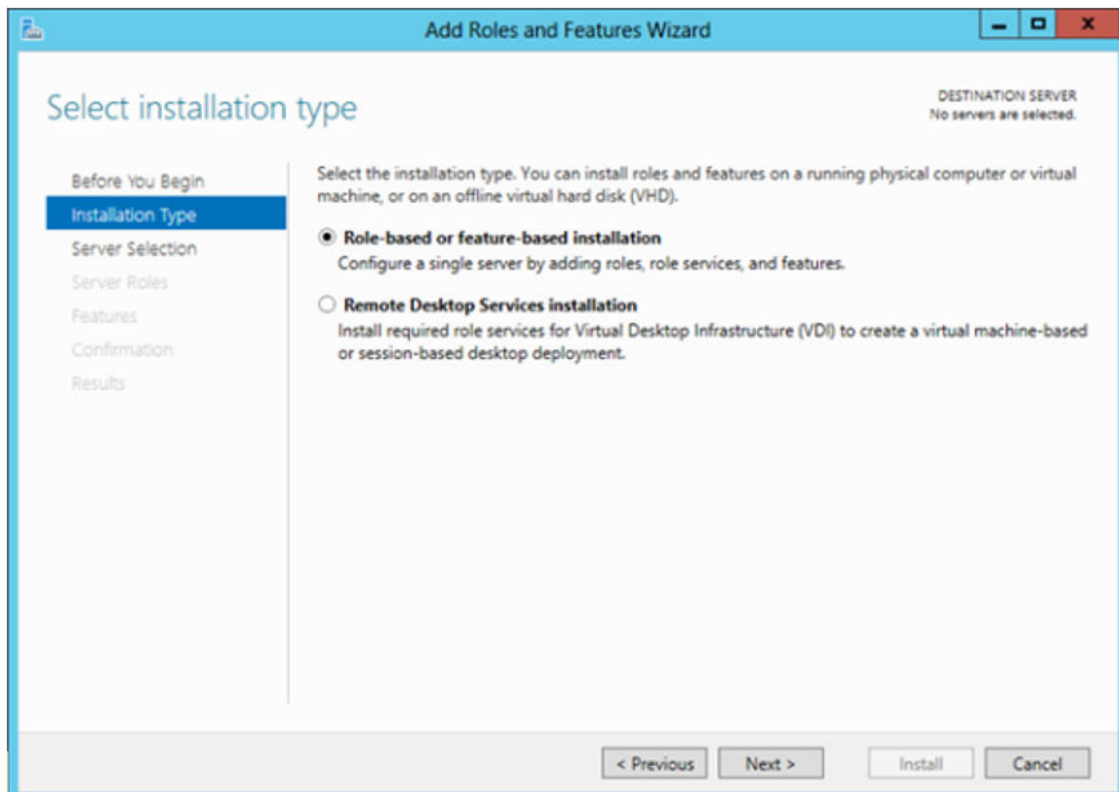 Add Roles and Features Wizard
Select installation type
DESTINATION SERVER
No servers are selected.
Before You Begin
Installation Type
Server Selection
Server Roles
Features
Confirmation
Results
Select the installation type. You can install roles and features on a running physical computer or virtual
machine, or on an offline virtual hard disk (VHD).
Role-based or feature-based installation
Configure a single server by adding roles, role services, and features.
Remote Desktop Services installation
Install required role services for Virtual Desktop Infrastructure (VDI) to create a virtual machine-based
or session-based desktop deployment.
< Previous
Next >
Install
Cancel